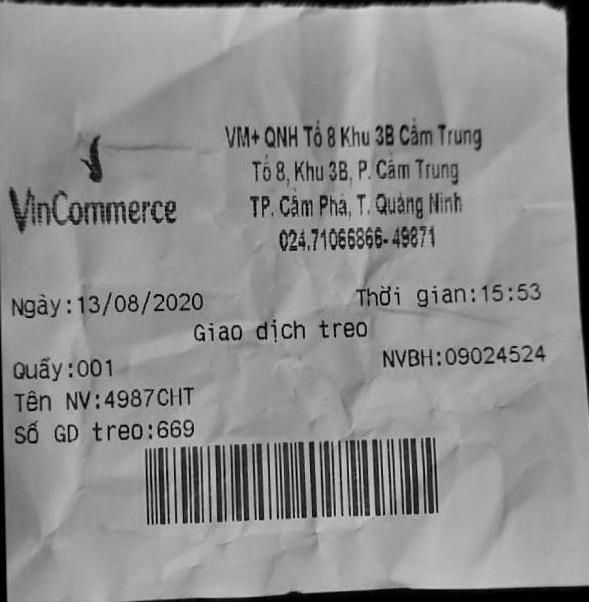 VM+ QNH Tổ 8 Khu 3B Cẩm Trung
Tổ 8, Khu 3B, P. Cẩm Trung
VinCommerce
TP. Cẩm Phả, T. Quảng Ninh
024.71066866-49871
Ngày:13/08/2020 Thời gian:15:53
Giao dịch treo
Quầy:001 NVBH:09024524
Tên NV:4987CHT
Số GD treo:669